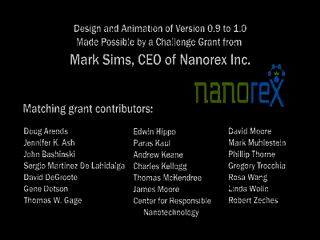 Design and Animation of Version 0.9 to 1.0
Made Possible by a Challenge Grant from
Mark Sims, CEO of Nanorex Inc.
nanorex
Matching grant contributors:
Doug Arends
Jennifer K. Ash
John Bashinski
Sergio Martinez De Lahidalga
David DeGroote
Gene Dotson
Thomas W. Gage
Edwin Hippo
Paras Kaul
Andrew Keane
Charles Kellogg
Thomas McKendree
James Moore
Center for Responsible
Nanotechnology
David Moore
Mark Muhlestein
Phillip Thorne
Gregory Trocchia
Rosa Wang
Linda Wolin
Robert Zeches